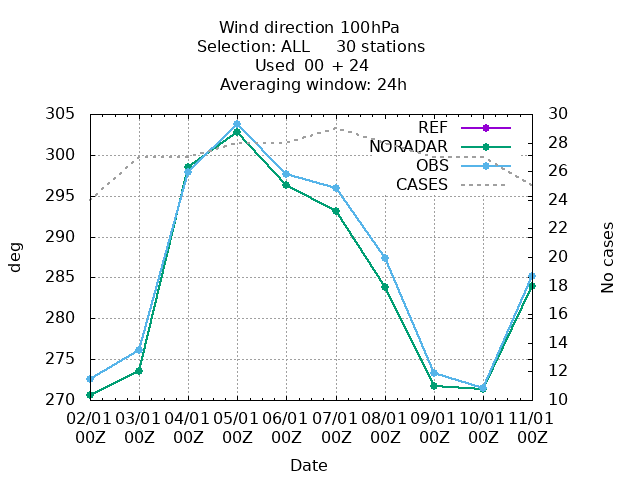 Wind direction 100hPa
Selection: ALL 30 stations
Used 00 + 24
Averaging window: 24h
305
300
295
290
285
280
275
270
deg
30
28
26
24
22
20
18
16
14
12
10
No cases
REF
NORADAR
OBS
CASES
02/01 03/01 04/01 05/01 06/01 07/01 08/01 09/01 10/01 11/01
00Z 00Z 00Z 00Z 00Z 00Z 00Z 00Z 00Z 00Z
Date